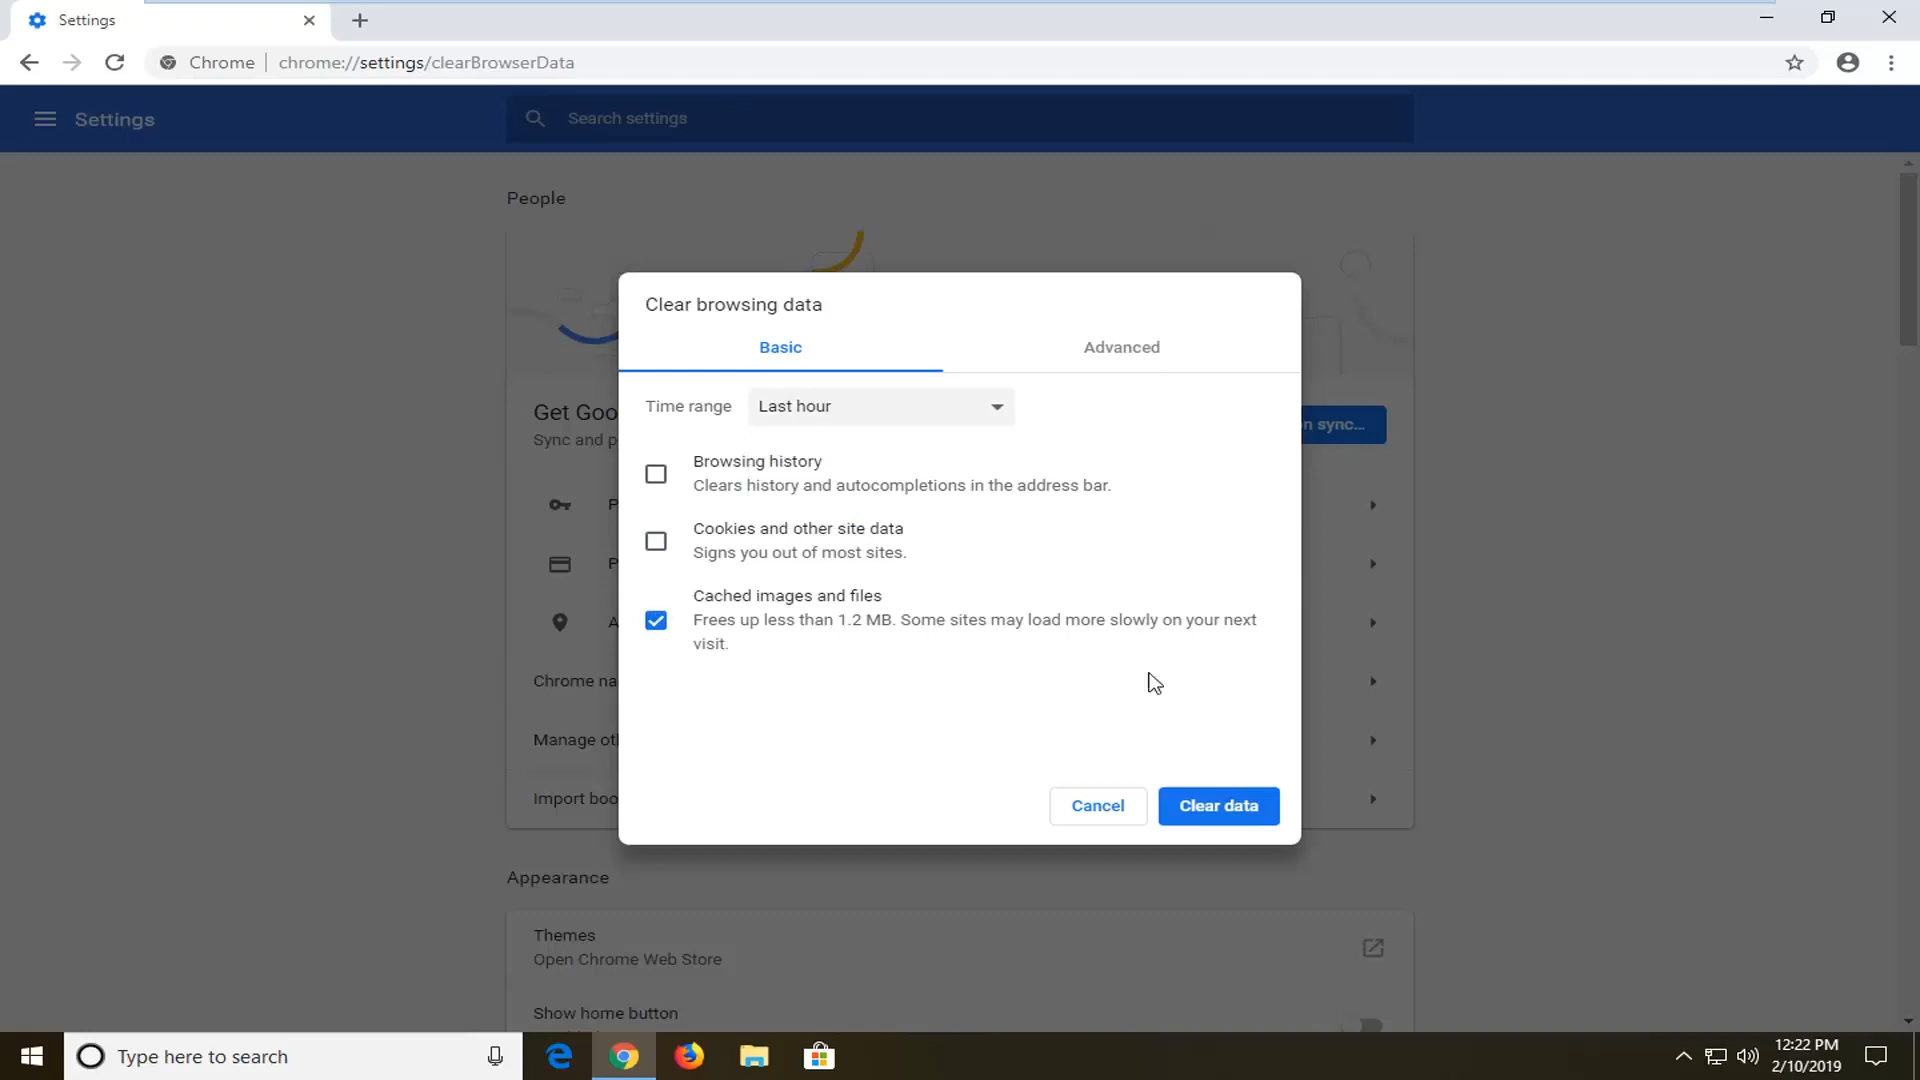 Settings
Chrome
chrome://settings/clearBrowserData
Settings
Search settings
People
Clear browsing data
Basic
Advanced
Time range
Last hour
Get Goo
n sync...
Sync and p
Browsing history
Clears history and autocompletions in the address bar.
P
Cookies and other site data
Signs you out of most sites.
P
Cached images and files
Frees up less than 1.2 MB. Some sites may load more slowly on your next
visit.
A
Chrome na
Manage oth
Import boo
Cancel
Clear data
Appearance
Themes
Open Chrome Web Store
Show home button
Type here to search
12:22 PM
2/10/2019